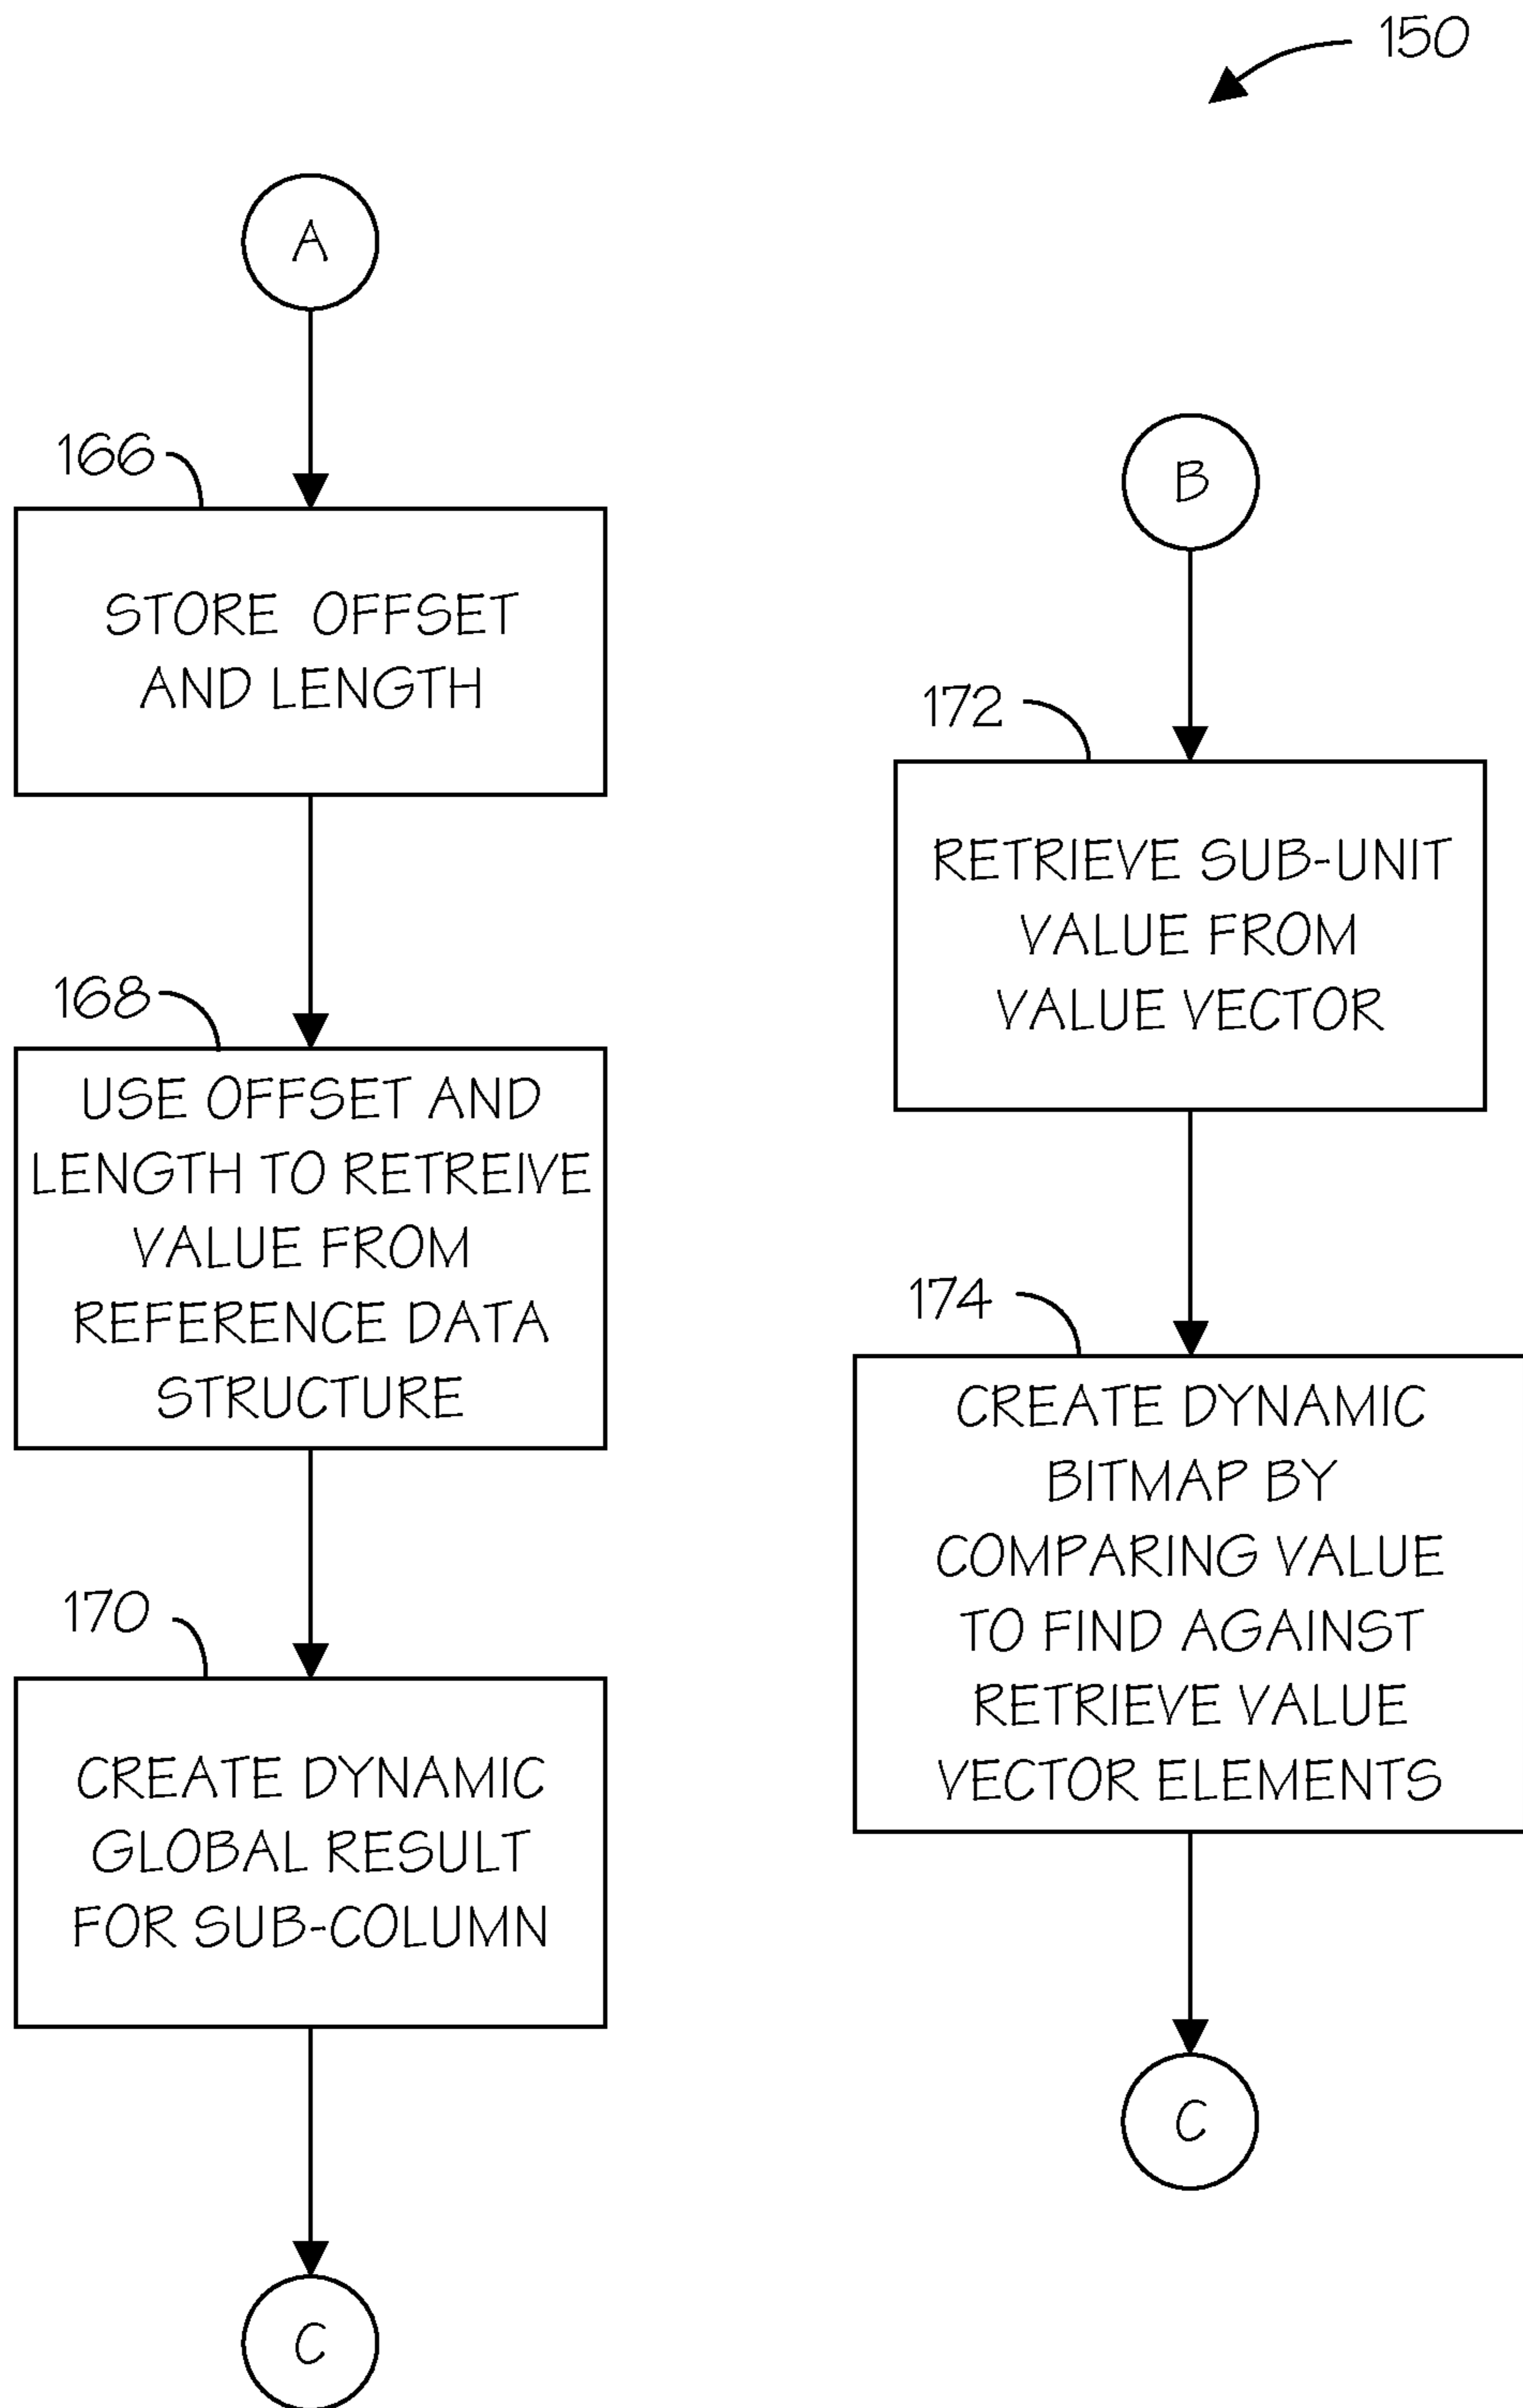 150
A
166
STORE OFFSET
AND LENGTH
168
USE OFFSET AND
LENGTH TO RETREIVE
VALUE FROM
REFERENCE DATA
STRUCTURE
170
CREATE DYNAMIC
GLOBAL RESULT
FOR SUB-COLUMN
C
B
172
RETRIEVE SUB-UNIT
VALUE FROM
VALUE VECTOR
174
CREATE DYNAMIC
BITMAP BY
COMPARING VALUE
TO FIND AGAINST
RETRIEVE VALUE
VECTOR ELEMENTS
C